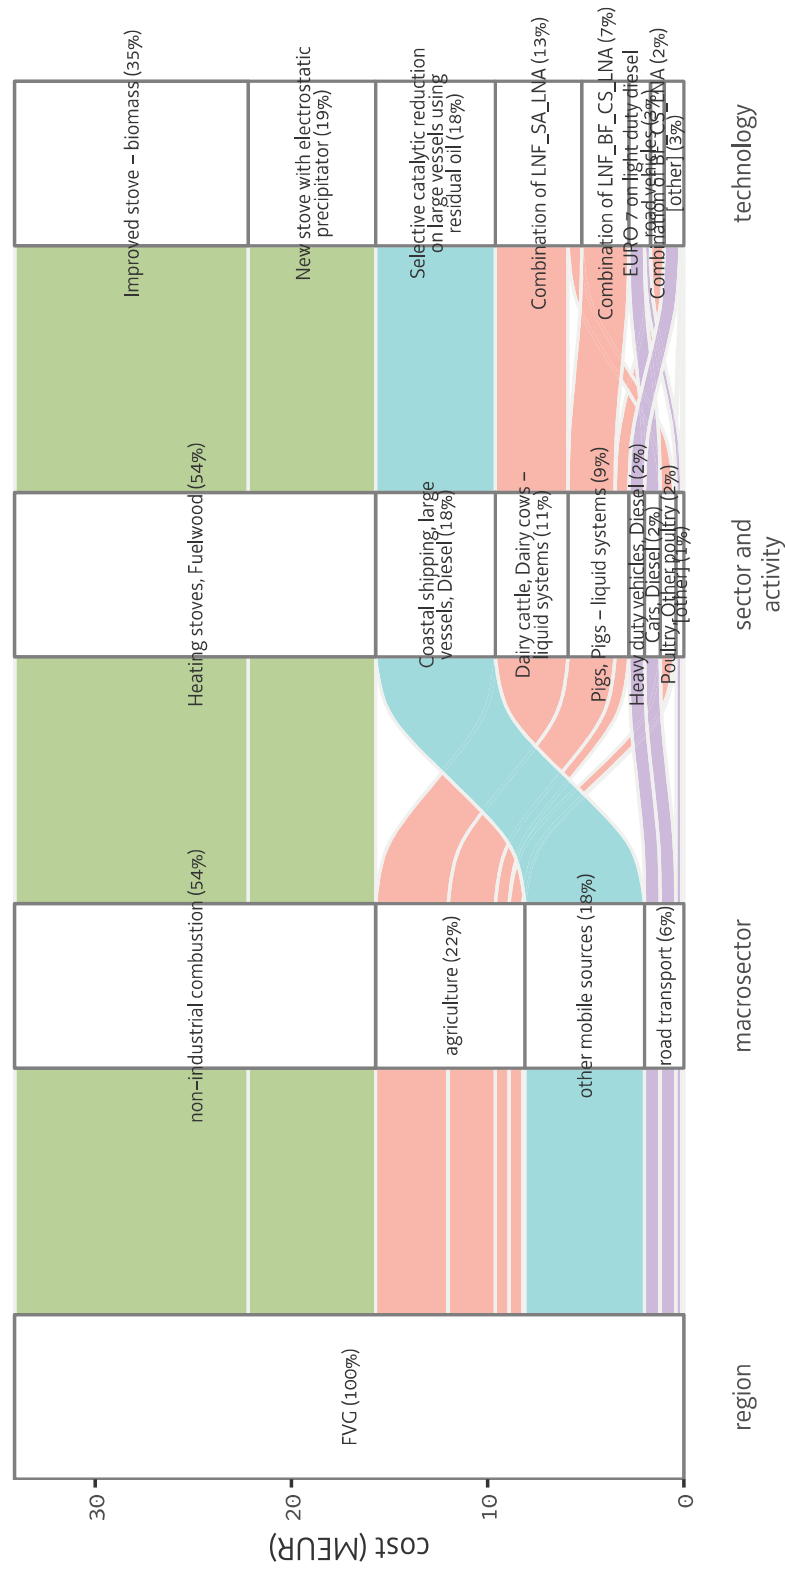 Improved stove – biomass (35%)
New stove with electrostatic
precipitator (19%)
Selective catalytic reduction
on large vessels using
residual oil (18%)
Combination of LNF_SA_LNA (13%)
Combination of LNF_BF_CS_LNA (7%)
EURO 7 on light duty diesel
road vehicles (3%)
Combination of BF_CS_LNA (2%)
[other] (3%)
technology
Heating stoves, Fuelwood (54%)
Coastal shipping, large
vessels, Diesel (18%)
Dairy cattle, Dairy cows –
liquid systems (11%)
Pigs, Pigs – liquid systems (9%)
Heavy duty vehicles, Diesel (2%)
Cars, Diesel (2%)
Poultry, Other poultry (2%)
[other] (1%)
sector and
activity
non–industrial combustion (54%)
agriculture (22%)
other mobile sources (18%)
road transport (6%)
macrosector
FVG (100%)
region
30
20
10
0
cost (MEUR)